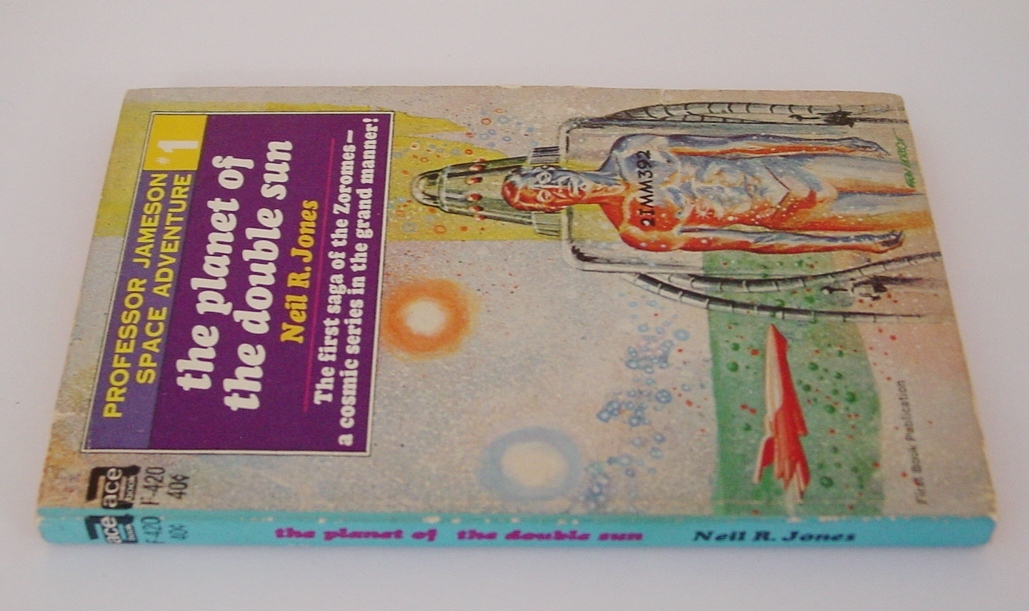 PROFESSOR JAMESON
SPACE ADVENTURE
#1
the planet of
the double sun
Neil R. Jones
The first saga of the Zoromes—
a cosmic series in the grand manner!
21MM392
ace
F-420
40¢
First Book Publication
ace
F-420
40¢
the planet of the double sun
Neil R. Jones